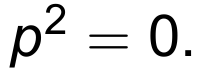 p² = 0.